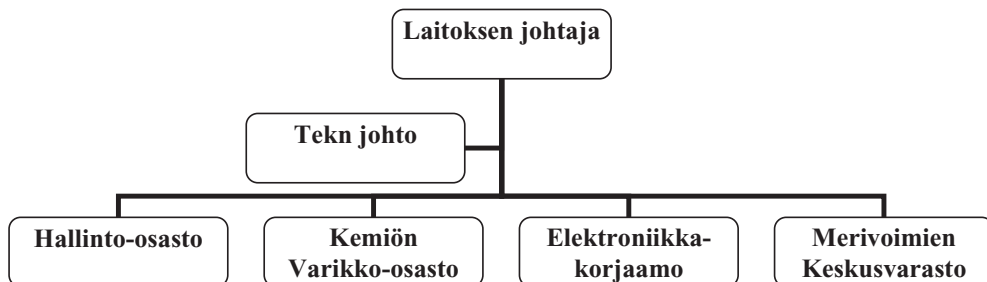 Laitoksen johtaja
Tekn johto
Hallinto-osasto
Kemiön
Varikko-osasto
Elektroniikka-
korjaamo
Merivoimien
Keskusvarasto